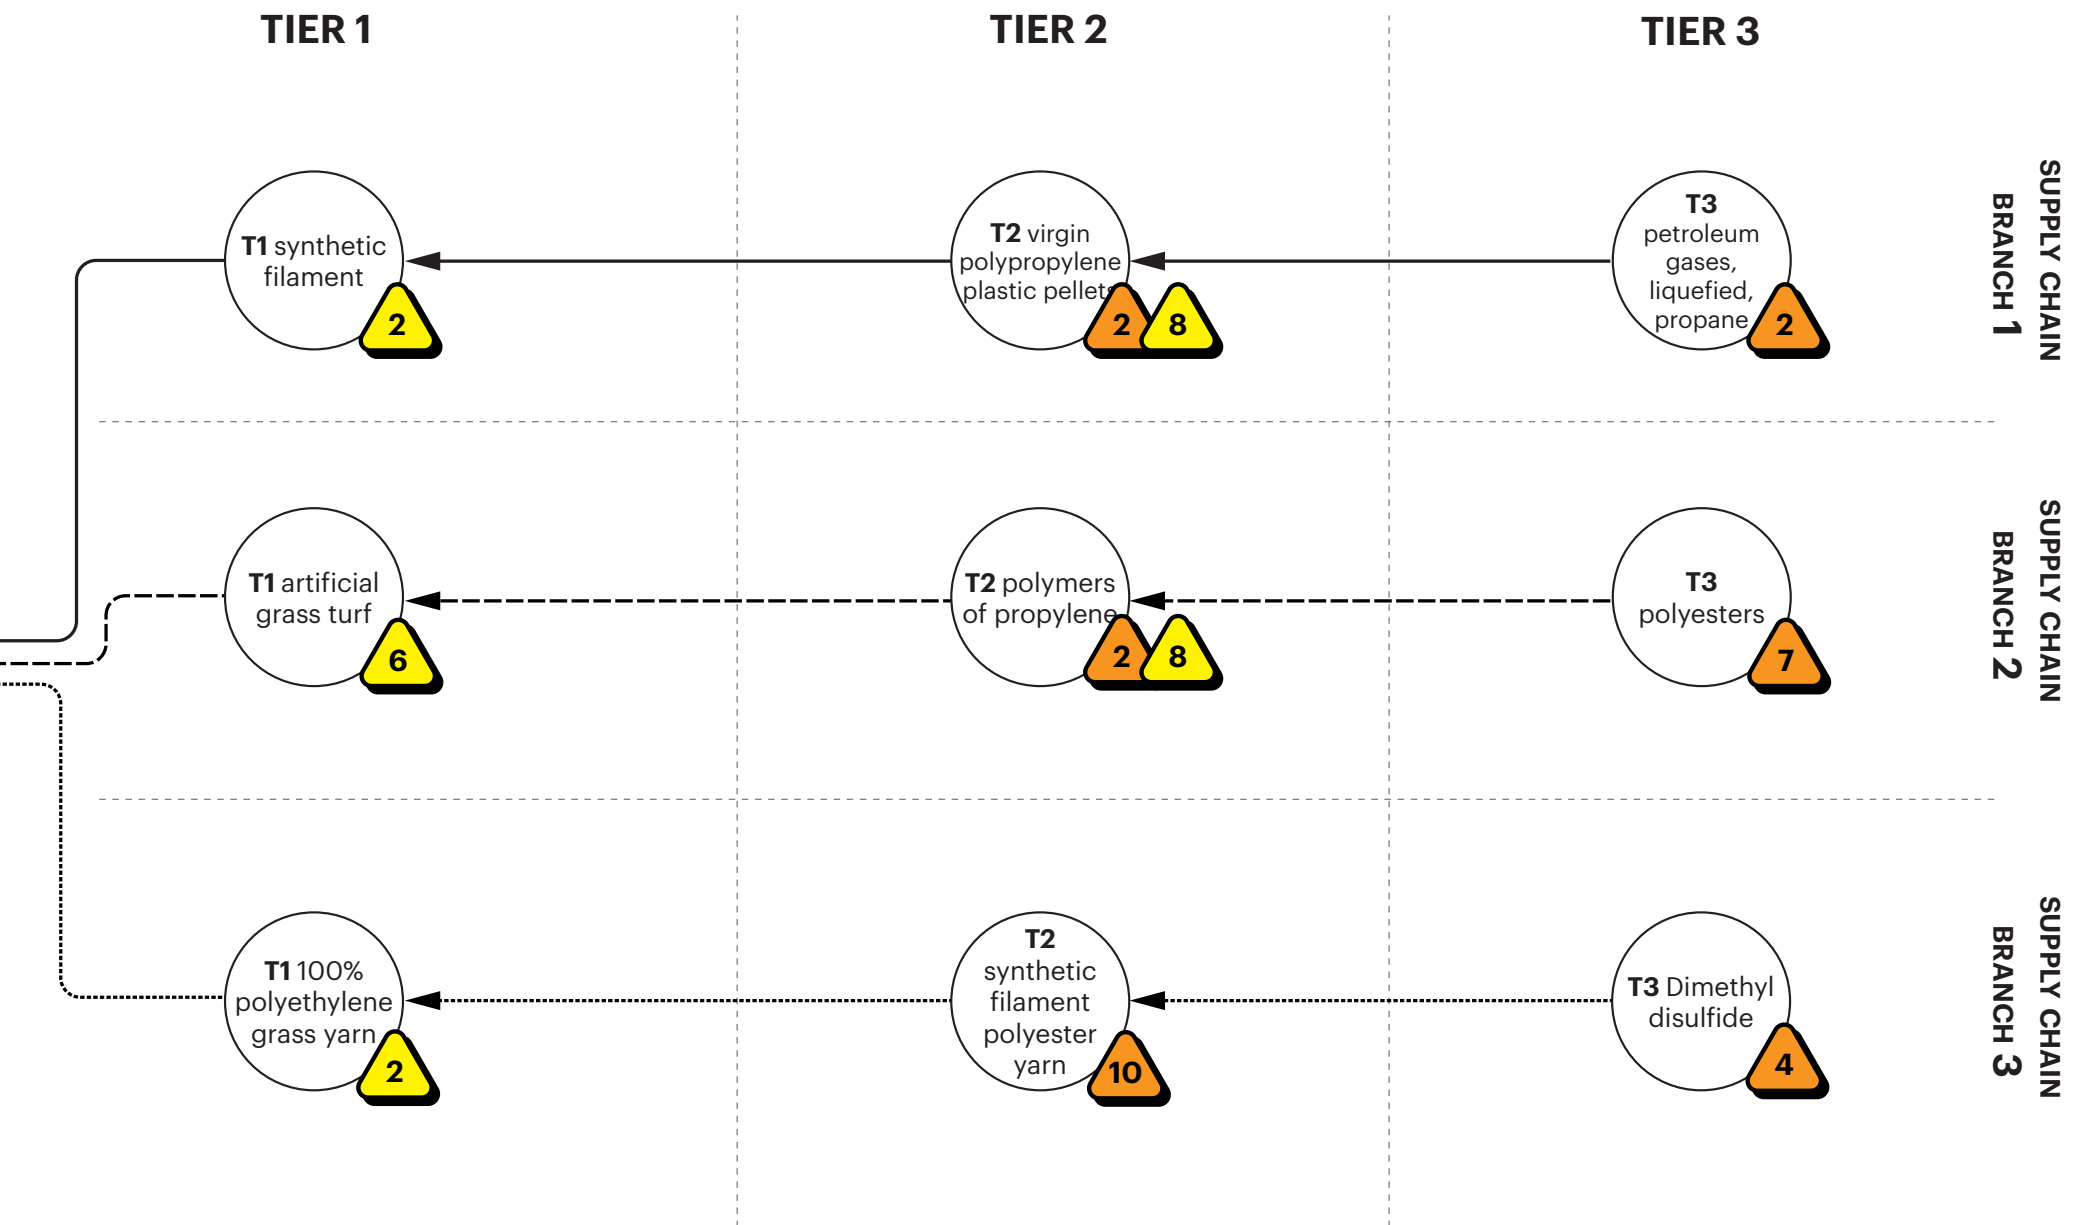 TIER 1
TIER 2
TIER 3
T1 synthetic
filament
2
T2 virgin
polypropylene
plastic pellets
2
8
T3
petroleum
gases,
liquefied,
propane
2
SUPPLY CHAIN
BRANCH 1
T1 artificial
grass turf
6
T2 polymers
of propylene
2
8
T3
polyesters
7
SUPPLY CHAIN
BRANCH 2
T1 100%
polyethylene
grass yarn
2
T2
synthetic
filament
polyester
yarn
10
T3 Dimethyl
disulfide
4
SUPPLY CHAIN
BRANCH 3